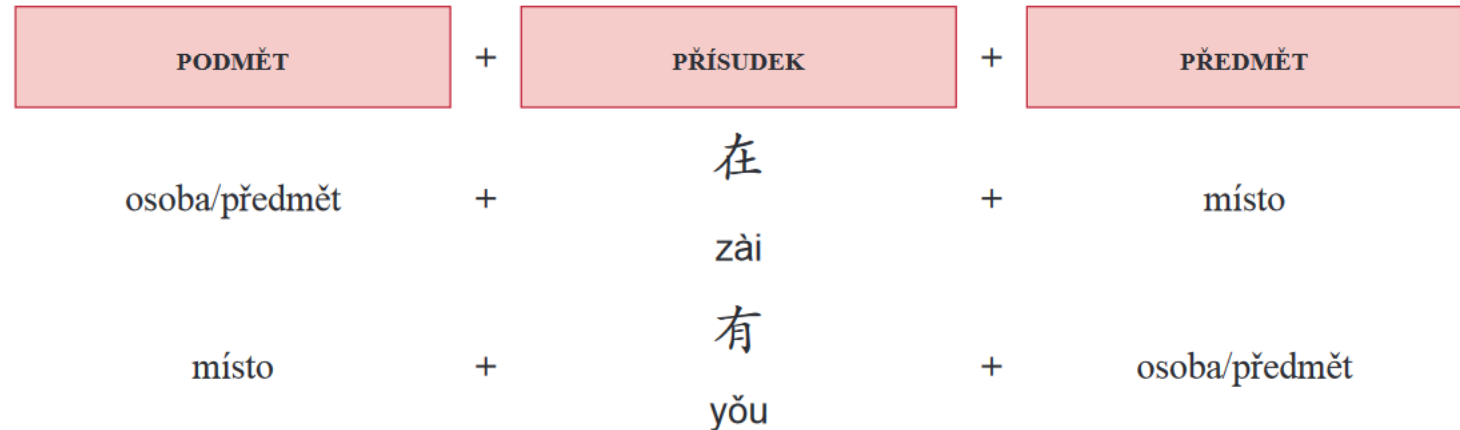 PODMĚT + PŘÍSUDEK + PŘEDMĚT
在
osoba/předmět + + místo
zài
有
místo + + osoba/předmět
yǒu